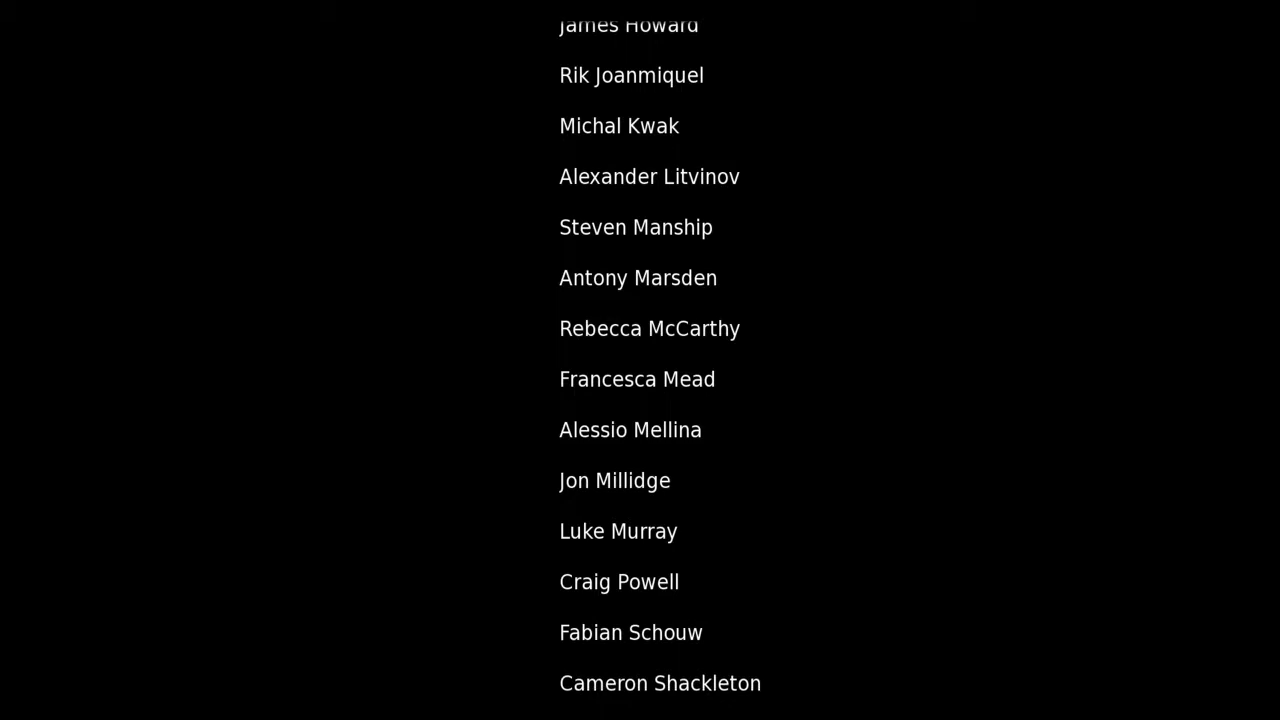 James Howard
Rik Joanmiquel
Michal Kwak
Alexander Litvinov
Steven Manship
Antony Marsden
Rebecca McCarthy
Francesca Mead
Alessio Mellina
Jon Millidge
Luke Murray
Craig Powell
Fabian Schouw
Cameron Shackleton